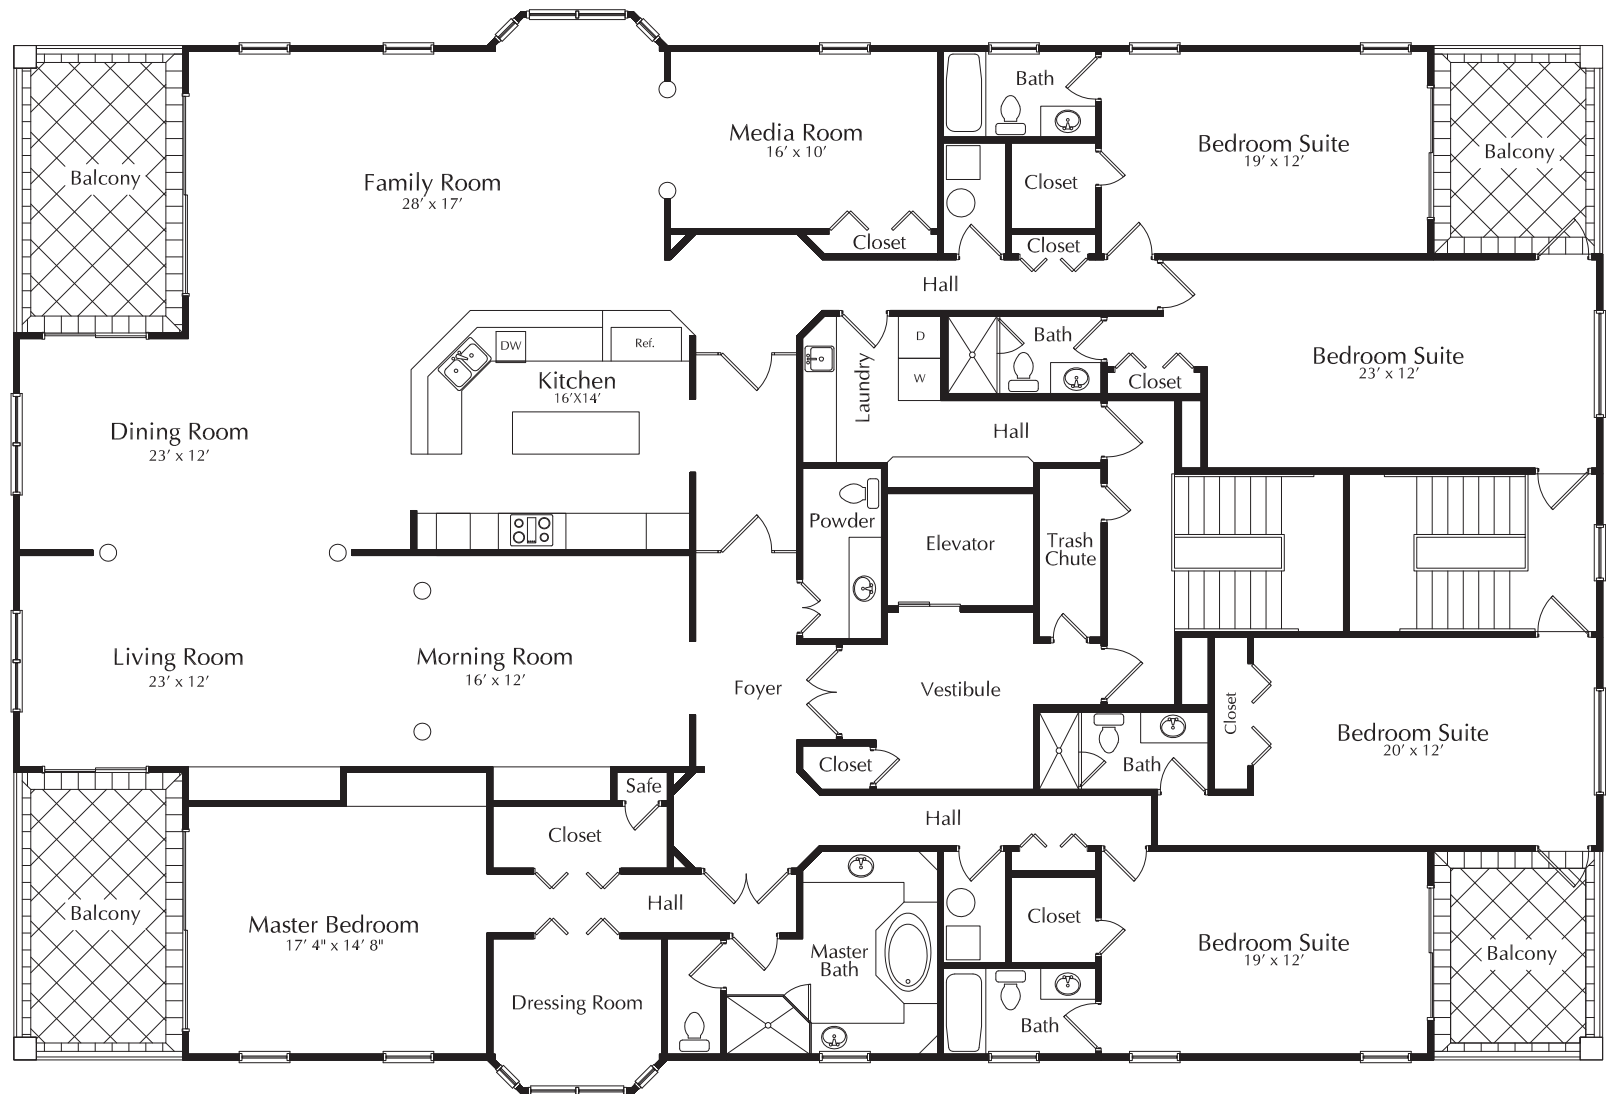 Bath
Media Room
16' x 10'
Bedroom Suite
19' x 12'
Balcony
Balcony
Family Room
28' x 17'
Closet
Closet
Closet
Hall
DW
Ref.
Kitchen
16'X14'
Laundry
D
W
Bath
Closet
Bedroom Suite
23' x 12'
Dining Room
23' x 12'
Hall
Powder
Elevator
Trash
Chute
Living Room
23' x 12'
Morning Room
16' x 12'
Foyer
Vestibule
Closet
Bedroom Suite
20' x 12'
Closet
Bath
Safe
Closet
Hall
Balcony
Master Bedroom
17' 4" x 14' 8"
Hall
Dressing Room
Master
Bath
Closet
Bath
Bedroom Suite
19' x 12'
Balcony